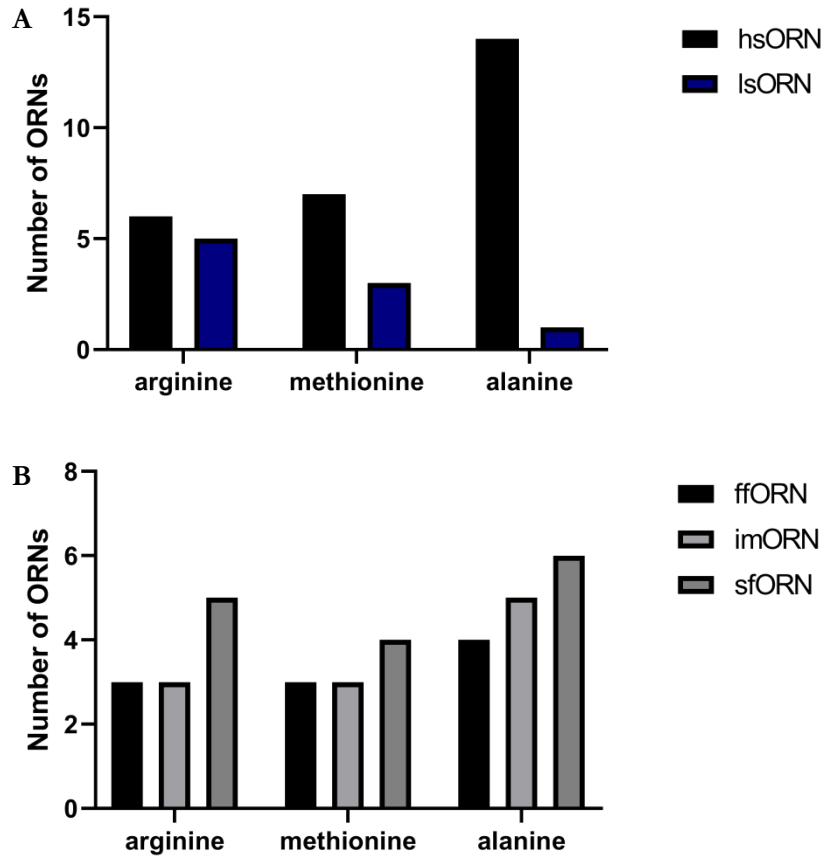 A
Number of ORNs
15
10
5
0
arginine methionine alanine
hsORN
lsORN
B
Number of ORNs
8
6
4
2
0
arginine methionine alanine
ffORN
imORN
sfORN